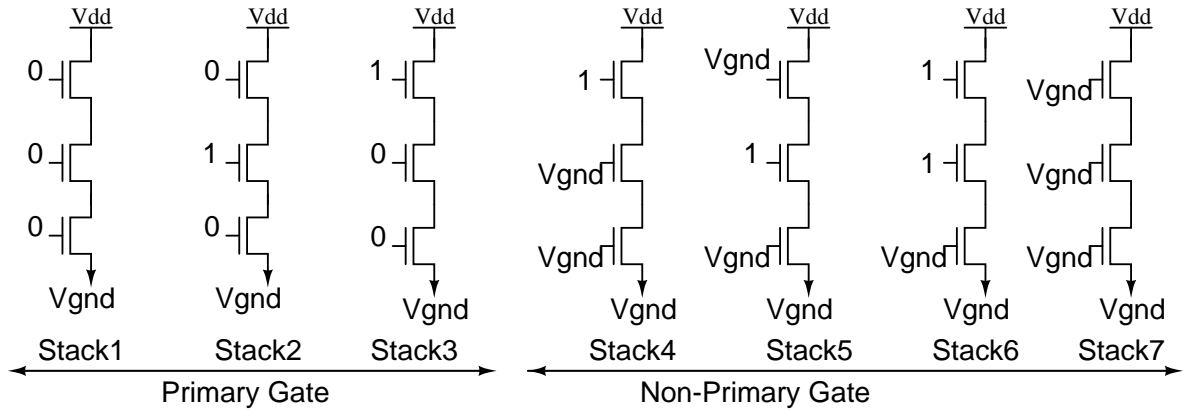 Vdd Vdd Vdd Vdd Vdd Vdd Vdd
0 0 1 1 Vgnd 1 Vgnd
0 1 0 Vgnd 1 1 Vgnd
0 0 0 Vgnd Vgnd Vgnd Vgnd
Vgnd Vgnd Vgnd Vgnd Vgnd Vgnd Vgnd
Stack1 Stack2 Stack3 Stack4 Stack5 Stack6 Stack7
Primary Gate Non-Primary Gate